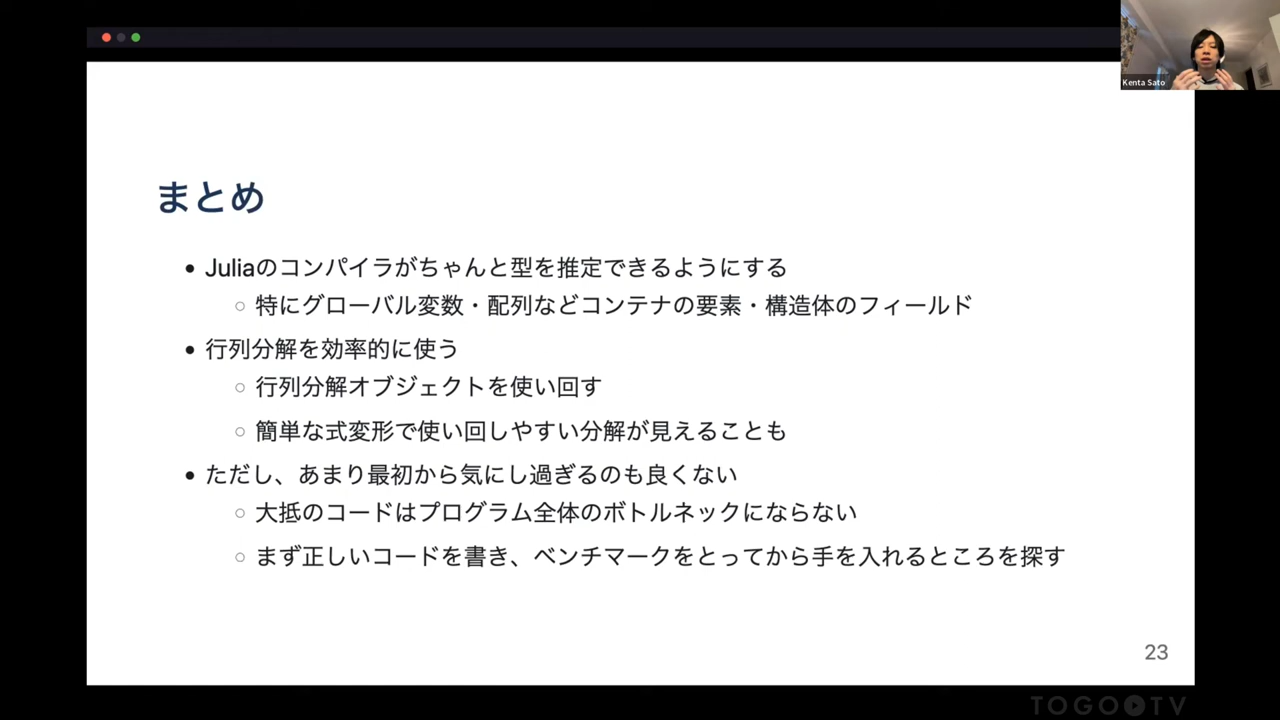 Kenta Sato
まとめ
• Juliaのコンパイラがちゃんと型を推定できるようにする
○ 特にグローバル変数・配列などコンテナの要素・構造体のフィールド
• 行列分解を効率的に使う
○ 行列分解オブジェクトを使い回す
○ 簡単な式変形で使い回しやすい分解が見えることも
• ただし、あまり最初から気にし過ぎるのも良くない
○ 大抵のコードはプログラム全体のボトルネックにならない
○ まず正しいコードを書き、ベンチマークをとってから手を入れるところを探す
23
TOGO TV